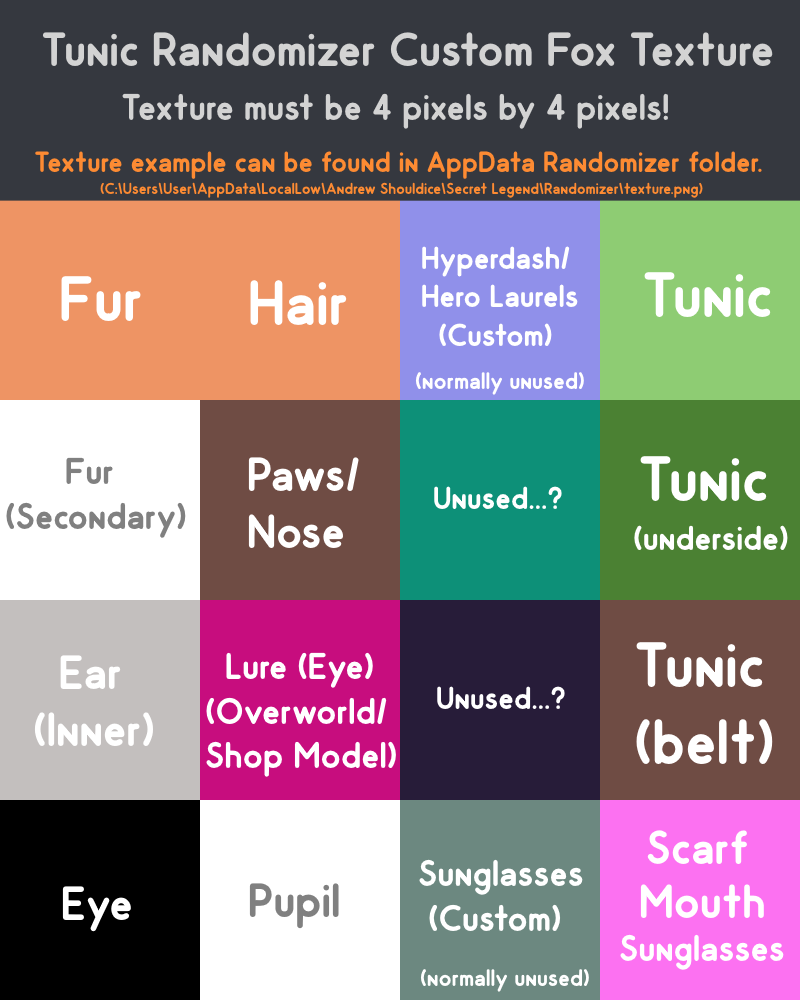 Tunic Randomizer Custom Fox Texture
Texture must be 4 pixels by 4 pixels!
Texture example can be found in AppData Randomizer folder.
(C:\Users\User\AppData\LocalLow\Andrew Shouldice\Secret Legend\Randomizer\texture.png)
Fur
Hair
Hyperdash/
Hero Laurels
(Custom)
(normally unused)
Tunic
Fur
(Secondary)
Paws/
Nose
Unused...?
Tunic
(underside)
Ear
(Inner)
Lure (Eye)
(Overworld/
Shop Model)
Unused...?
Tunic
(belt)
Eye
Pupil
Sunglasses
(Custom)
(normally unused)
Scarf
Mouth
Sunglasses